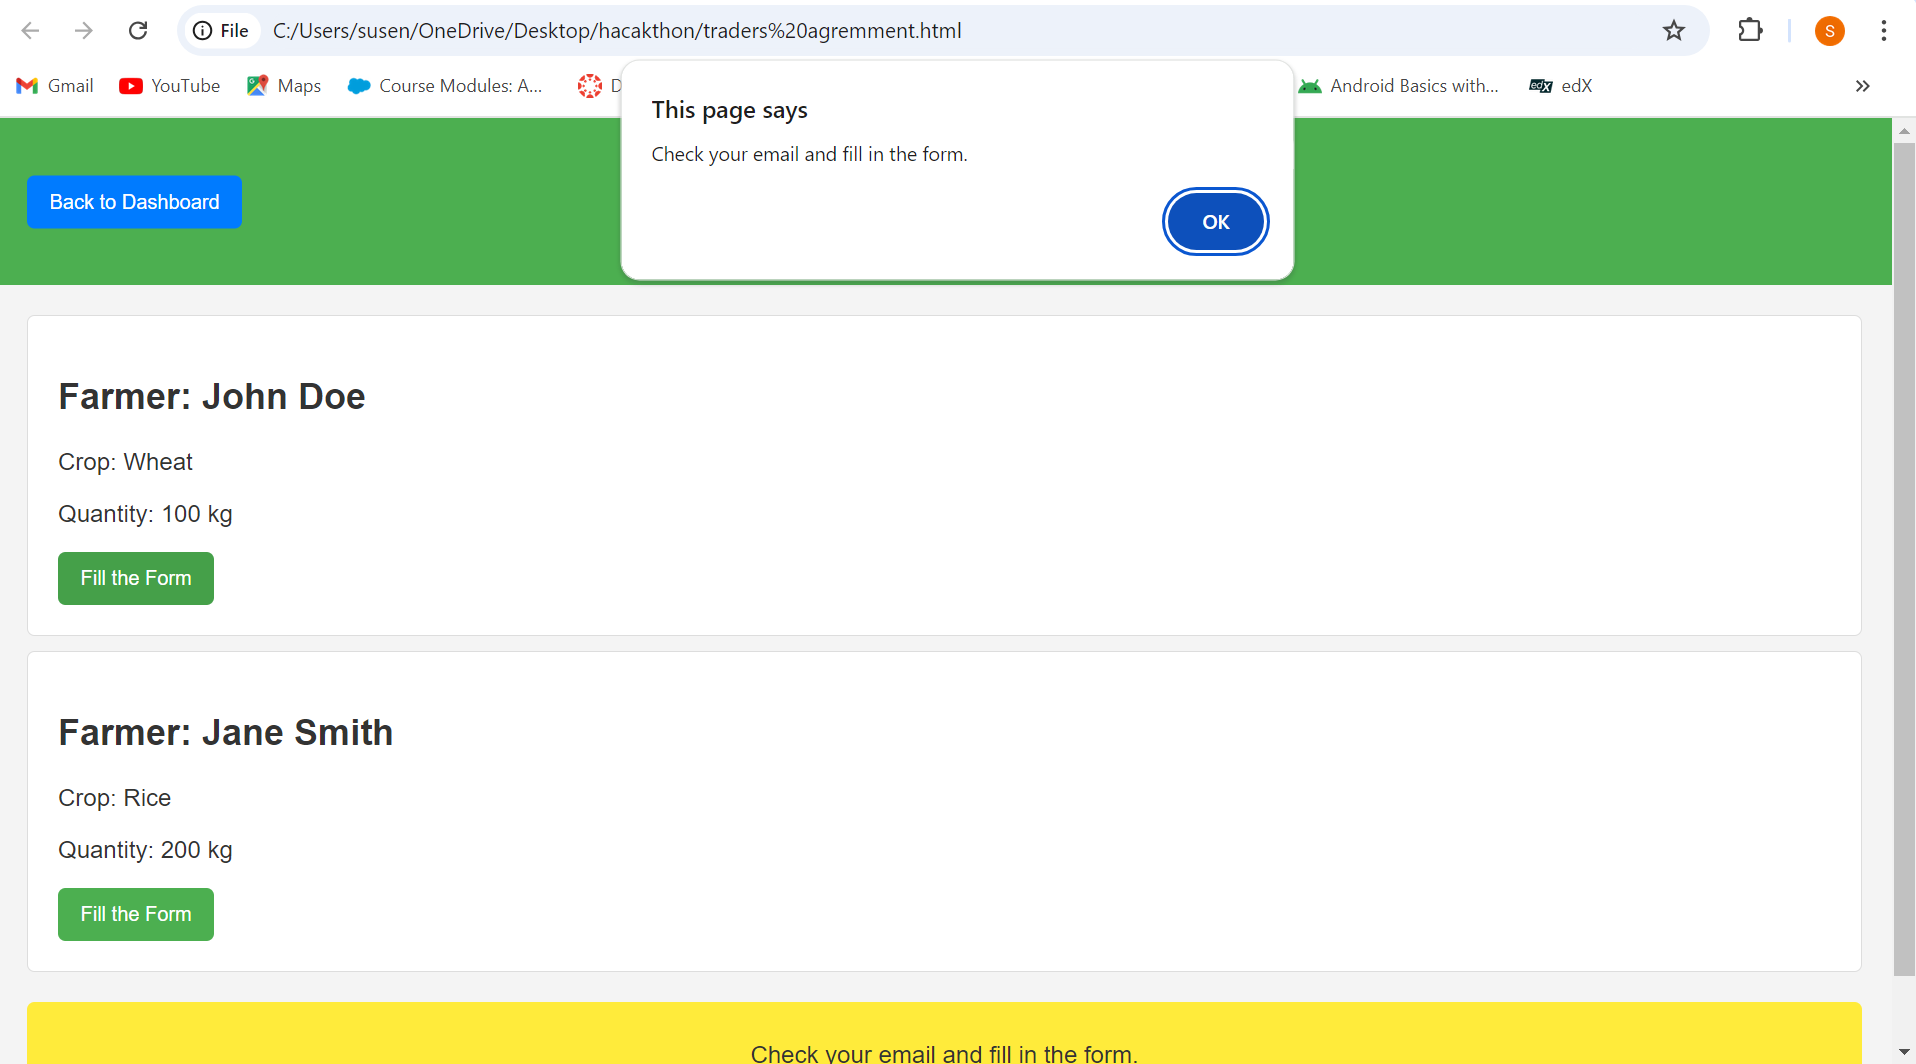 File C:/Users/susen/OneDrive/Desktop/hacakthon/traders%20agremment.html S
Gmail YouTube Maps Course Modules: A... D Android Basics with... edX edX »
This page says
Check your email and fill in the form.
OK
Back to Dashboard
Farmer: John Doe
Crop: Wheat
Quantity: 100 kg
Fill the Form
Farmer: Jane Smith
Crop: Rice
Quantity: 200 kg
Fill the Form
Check your email and fill in the form.